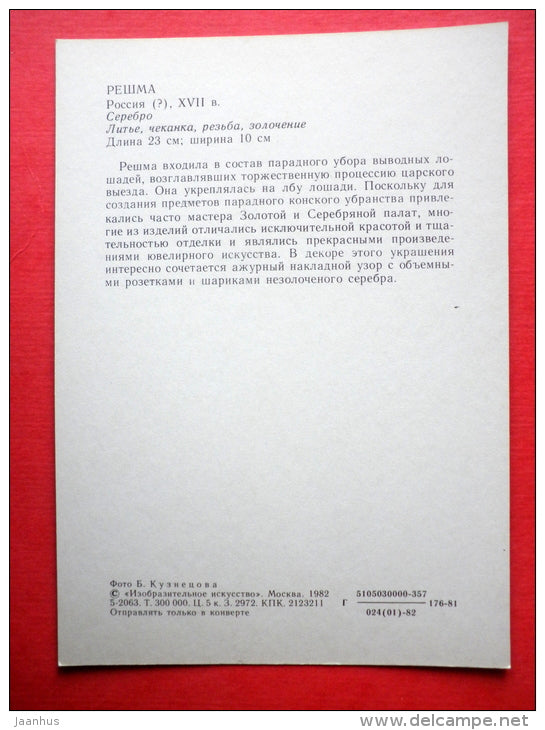 РЕШМА
Россия (?), XVII в.
Серебро
Литье, чеканка, резьба, золочение
Длина 23 см; ширина 10 см
Решма входила в состав парадного убора выводных ло-
шадей, возглавлявших торжественную процессию царского
выезда. Она укреплялась на лбу лошади. Поскольку для
создания предметов парадного конского убранства привле-
кались часто мастера Золотой и Серебряной палат, мно-
гие из изделий отличались исключительной красотой и тща-
тельностью отделки и являлись прекрасными произведе-
ниями ювелирного искусства. В декоре этого украшения
интересно сочетается ажурный накладной узор с объемны-
ми розетками и шариками незолоченого серебра.
Фото Б. Кузнецова
© «Изобразительное искусство». Москва. 1982
5-2063. Т. 300 000. Ц. 5 к. З. 2972. КПК. 2123211
Отправлять только в конверте
Г 5105030000-357 176-81
024(01)-82
jaanhus
www.delcampe.net